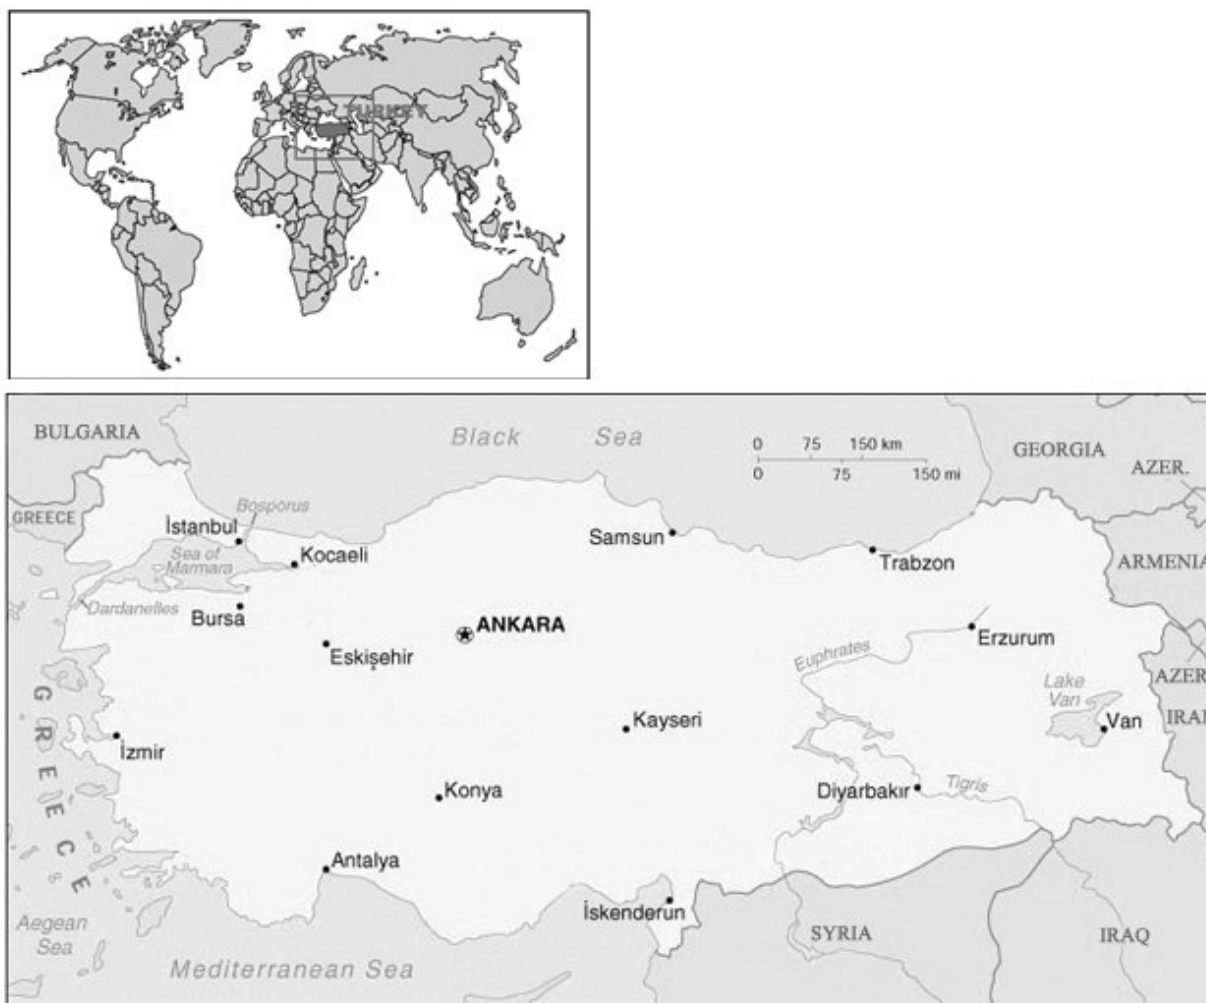 TURKEY
BULGARIA
Black Sea
0 75 150 km
0 75 150 mi
GEORGIA
AZER.
GREECE
Bosporus
İstanbul
Sea of
Marmara
Kocaeli
Samsun
Trabzon
ARMENIA
Dardanelles
Bursa
ANKARA
Eskişehir
Erzurum
Euphrates
Lake
Van
AZER
IRAN
GREECE
İzmir
Kayseri
Van
Konya
Diyarbakır
Tigris
Antalya
İskenderun
Aegean
Sea
SYRIA
IRAQ
Mediterranean Sea